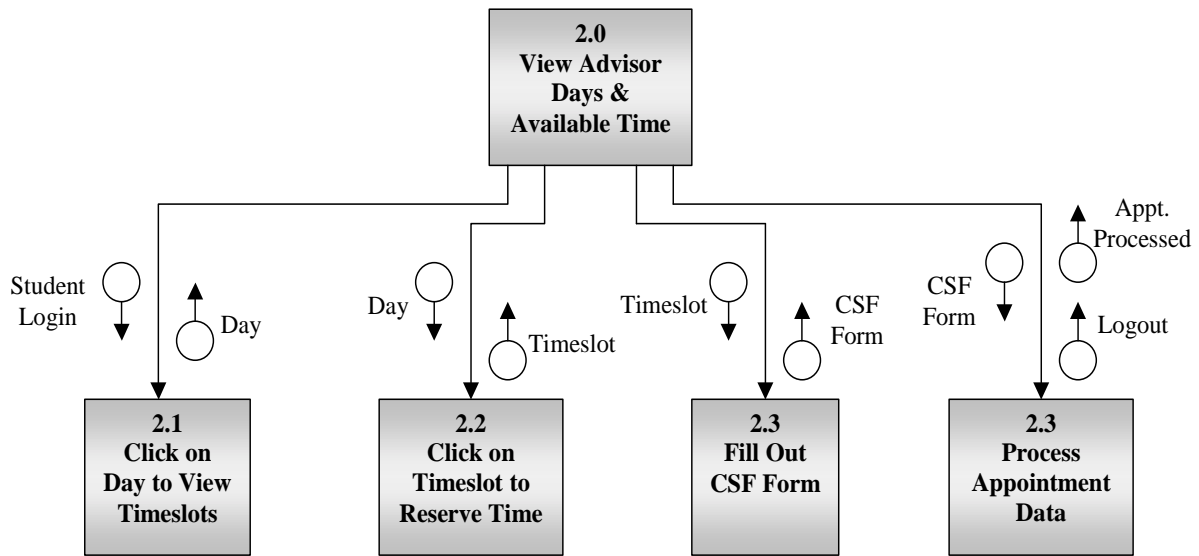 2.0
View Advisor
Days &
Available Time
Student
Login
Day
Day
Timeslot
Timeslot
CSF
Form
CSF
Form
Appt.
Processed
Logout
2.1
Click on
Day to View
Timeslots
2.2
Click on
Timeslot to
Reserve Time
2.3
Fill Out
CSF Form
2.3
Process
Appointment
Data